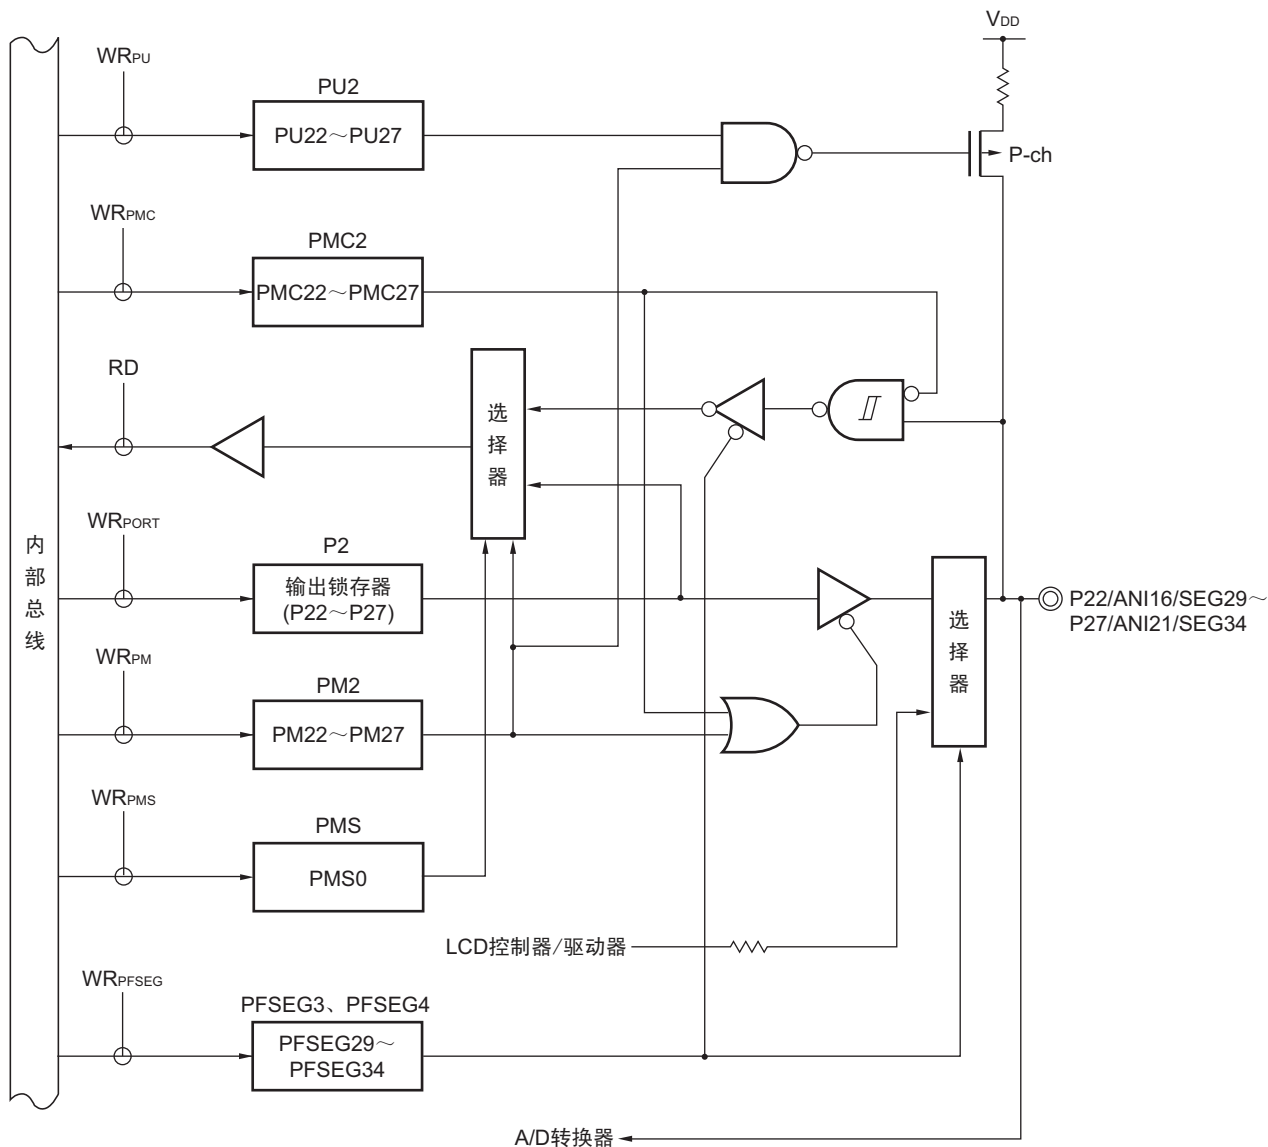 VDD
WRPU
PU2
PU22～PU27
P-ch
WRPMC
PMC2
PMC22～PMC27
RD
选择器
WRPORT
P2
输出锁存器
(P22～P27)
内部总线
选择器
P22/ANI16/SEG29～
P27/ANI21/SEG34
WRPM
PM2
PM22～PM27
WRPMS
PMS
PMS0
LCD控制器/驱动器
WRPFSEG
PFSEG3、PFSEG4
PFSEG29～
PFSEG34
A/D转换器